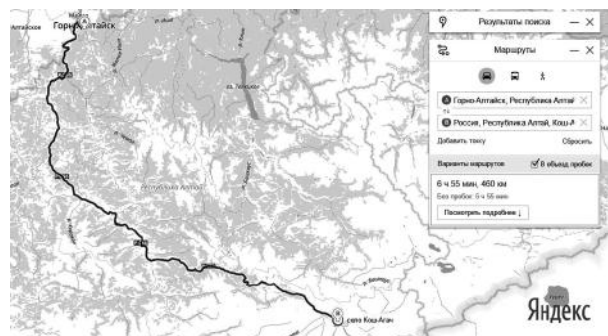 Майма
Горно-Алтайск
Алтайское
Республика Алтай
село Кош-Агач
Результаты поиска
Маршруты
A Горно-Алтайск, Республика Алтай
B Россия, Республика Алтай, Кош-А
Добавить точку Сбросить
Варианты маршрутов В объезд пробок
6 ч 55 мин, 460 км
Без пробок: 6 ч 55 мин
Посмотреть подробнее ↓
Яндекс